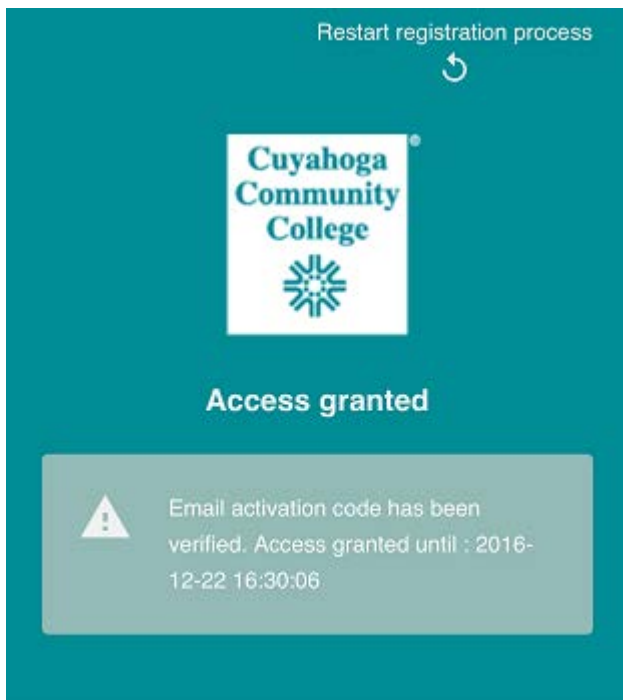 Restart registration process
Cuyahoga
Community
College
®
Access granted
Email activation code has been
verified. Access granted until : 2016-
12-22 16:30:06